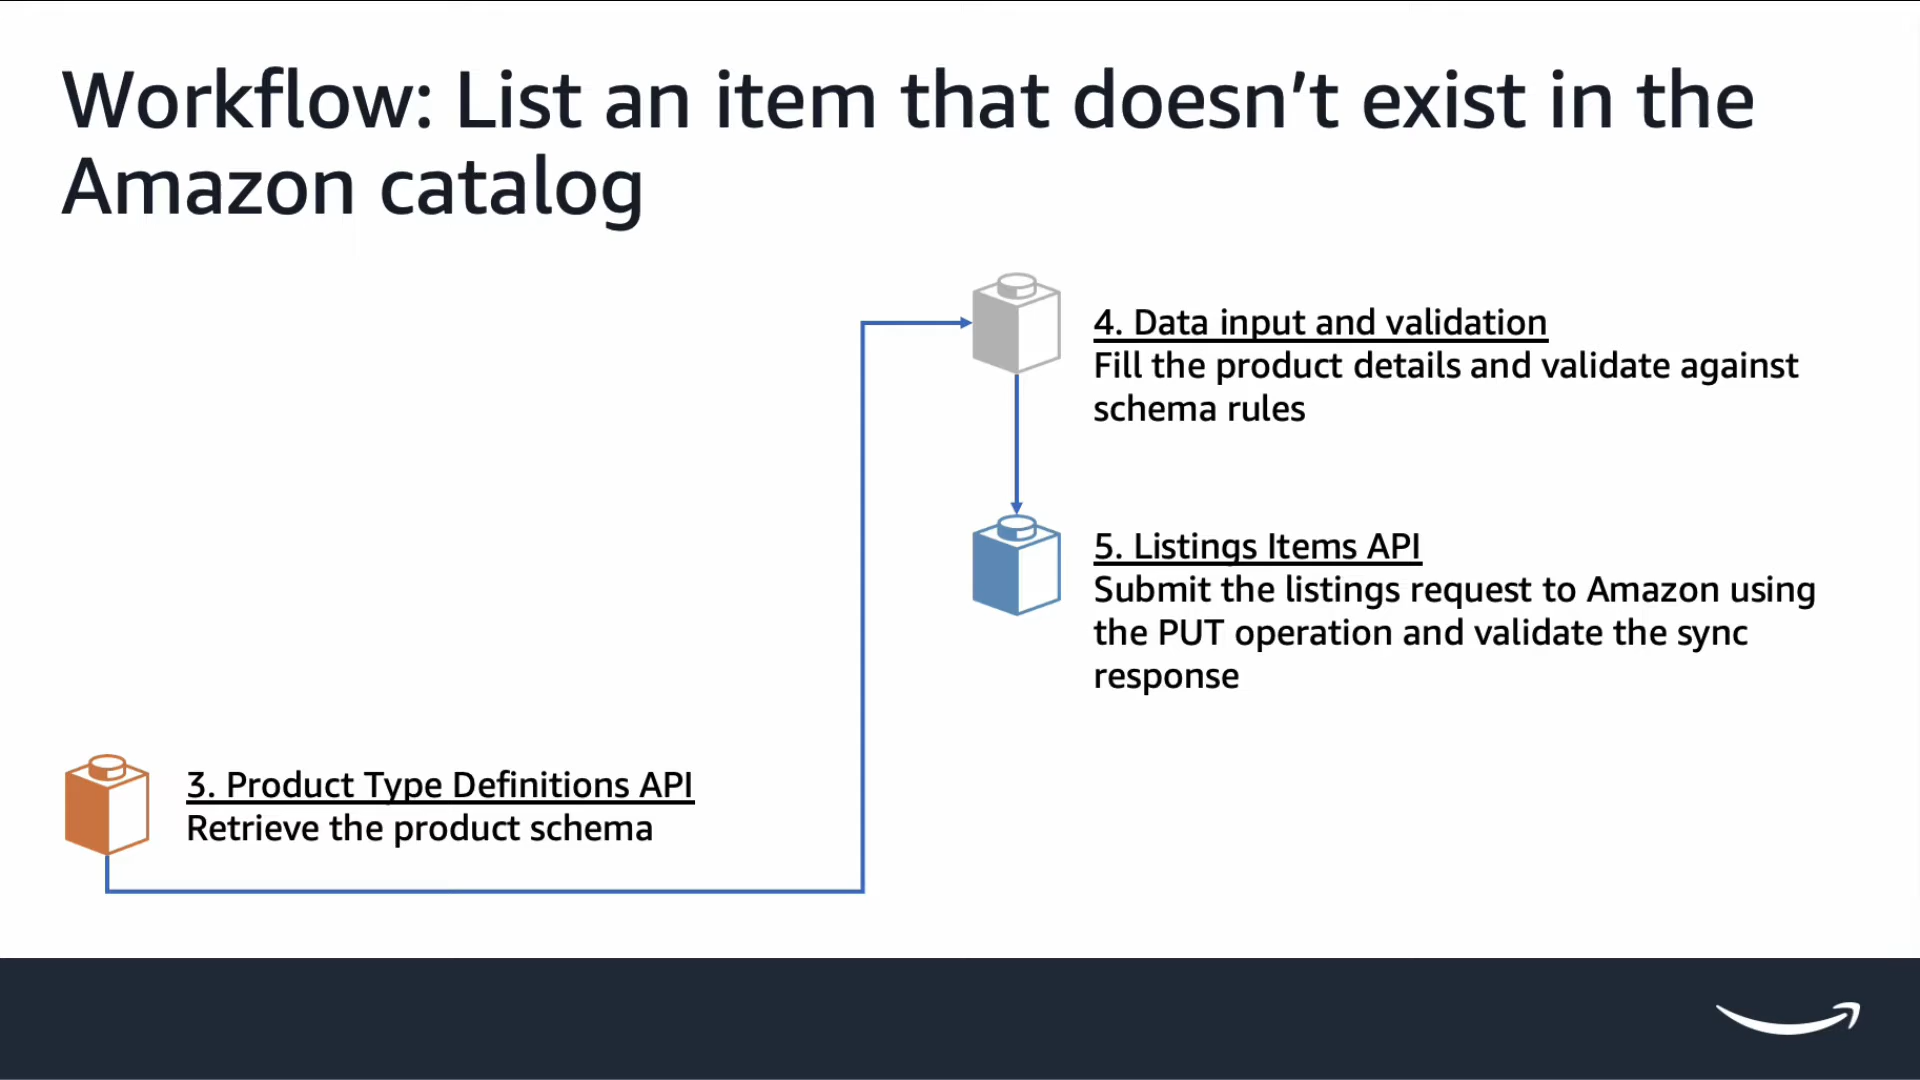 Workflow: List an item that doesn’t exist in the
Amazon catalog
3. Product Type Definitions API
Retrieve the product schema
4. Data input and validation
Fill the product details and validate against
schema rules
5. Listings Items API
Submit the listings request to Amazon using
the PUT operation and validate the sync
response